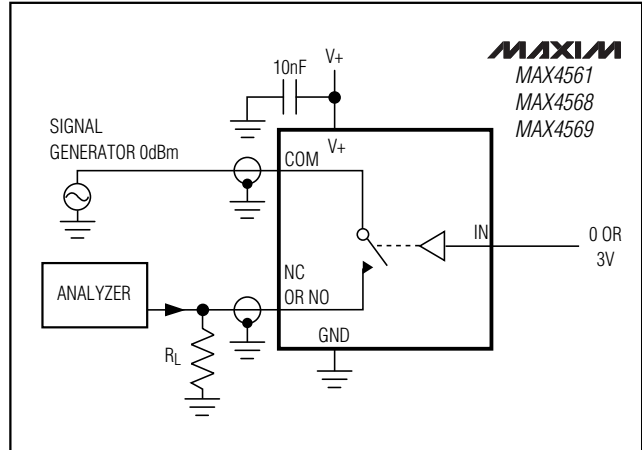 MAXIM
MAX4561
MAX4568
MAX4569
V+
10nF
V+
SIGNAL
GENERATOR 0dBm
COM
IN
0 OR
3V
NC
OR NO
ANALYZER
GND
RL